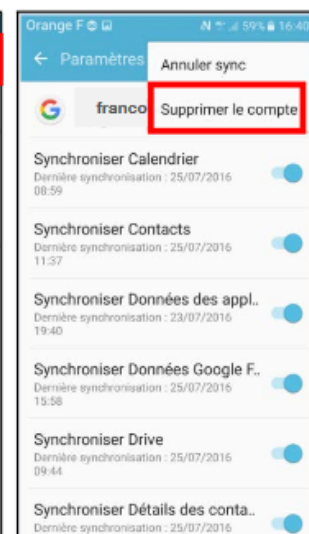 Orange F 59% 16:40
Paramètres
Annuler sync
G franco
Supprimer le compte
Synchroniser Calendrier
Dernière synchronisation : 25/07/2016
08:59
Synchroniser Contacts
Dernière synchronisation : 25/07/2016
11:37
Synchroniser Données des appl..
Dernière synchronisation : 23/07/2016
19:40
Synchroniser Données Google F..
Dernière synchronisation : 25/07/2016
15:58
Synchroniser Drive
Dernière synchronisation : 25/07/2016
09:44
Synchroniser Détails des conta..
Dernière synchronisation : 25/07/2016